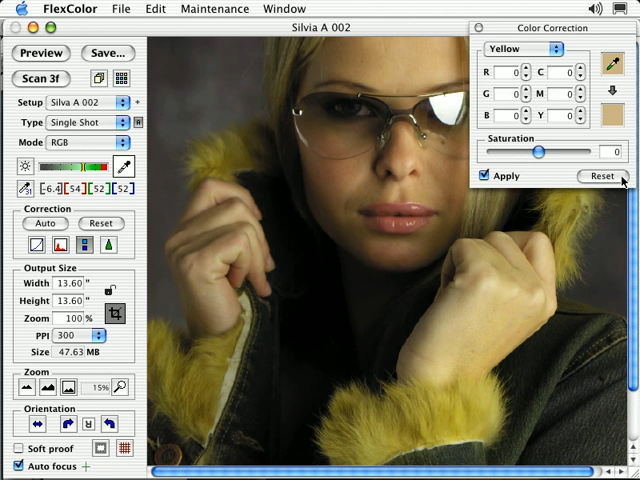 FlexColor File Edit Maintenance Window
Silvia A 002
Color Correction
Preview Save...
Scan 3f
Setup Silva A 002 +
Type Single Shot R
Mode RGB
[-6.4] [54] [52] [52]
Correction
Auto Reset
Output Size
Width 13.60 "
Height 13.60 "
Zoom 100 %
PPI 300
Size 47.63 MB
Zoom
15%
Orientation
R
Soft proof
Auto focus +
Yellow
R 0 C 0
G 0 M 0
B 0 Y 0
Saturation
0
Apply Reset